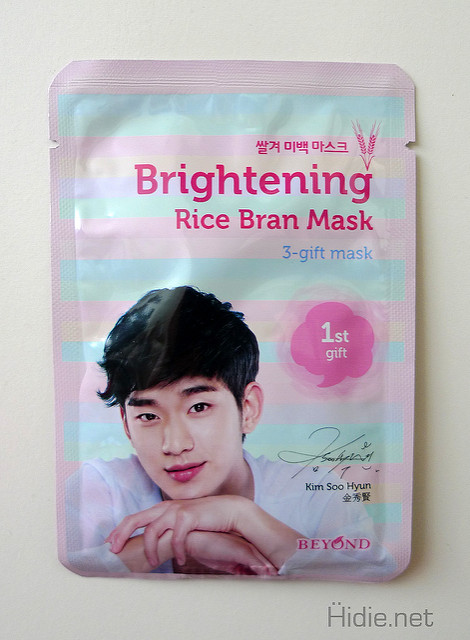 쌀겨 미백 마스크
Brightening
Rice Bran Mask
3-gift mask
1st
gift
Kim Soo Hyun
金秀賢
BEYOND
Hidie.net